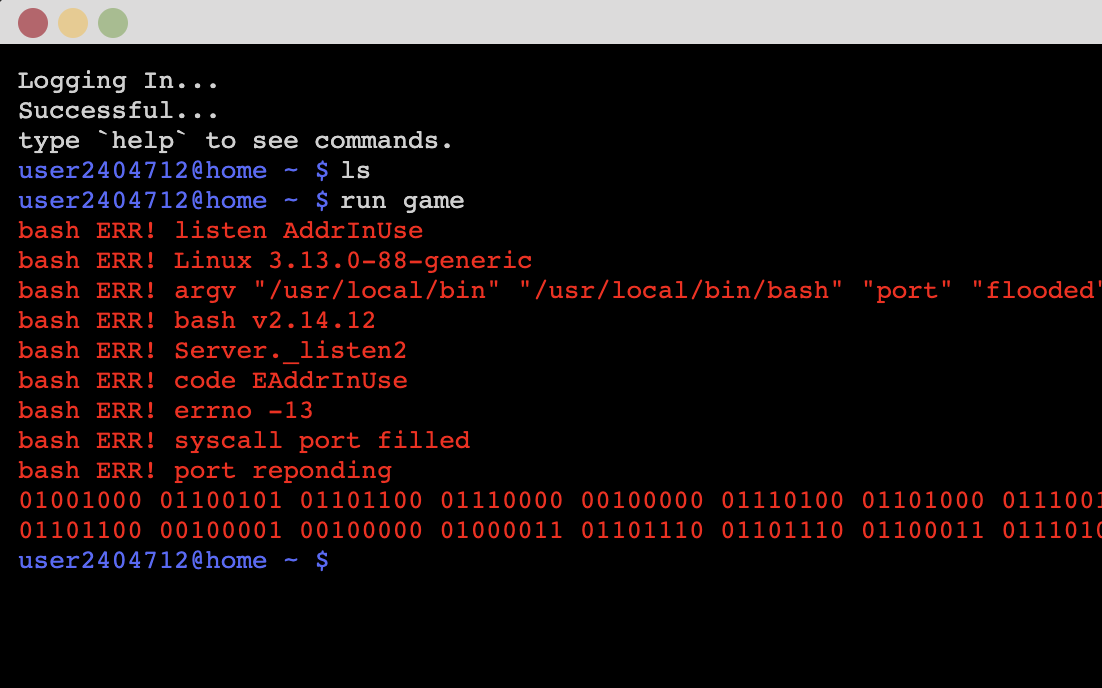 Logging In...
Successful...
type `help` to see commands.
user2404712@home ~ $ ls
user2404712@home ~ $ run game
bash ERR! listen AddrInUse
bash ERR! Linux 3.13.0-88-generic
bash ERR! argv "/usr/local/bin" "/usr/local/bin/bash" "port" "flooded"
bash ERR! bash v2.14.12
bash ERR! Server._listen2
bash ERR! code EAddrInUse
bash ERR! errno -13
bash ERR! syscall port filled
bash ERR! port reponding
01001000 01100101 01101100 01110000 00100000 01110100 01101000 0111001
01101100 00100001 00100000 01000011 01101110 01101110 01100011 0111010
user2404712@home ~ $